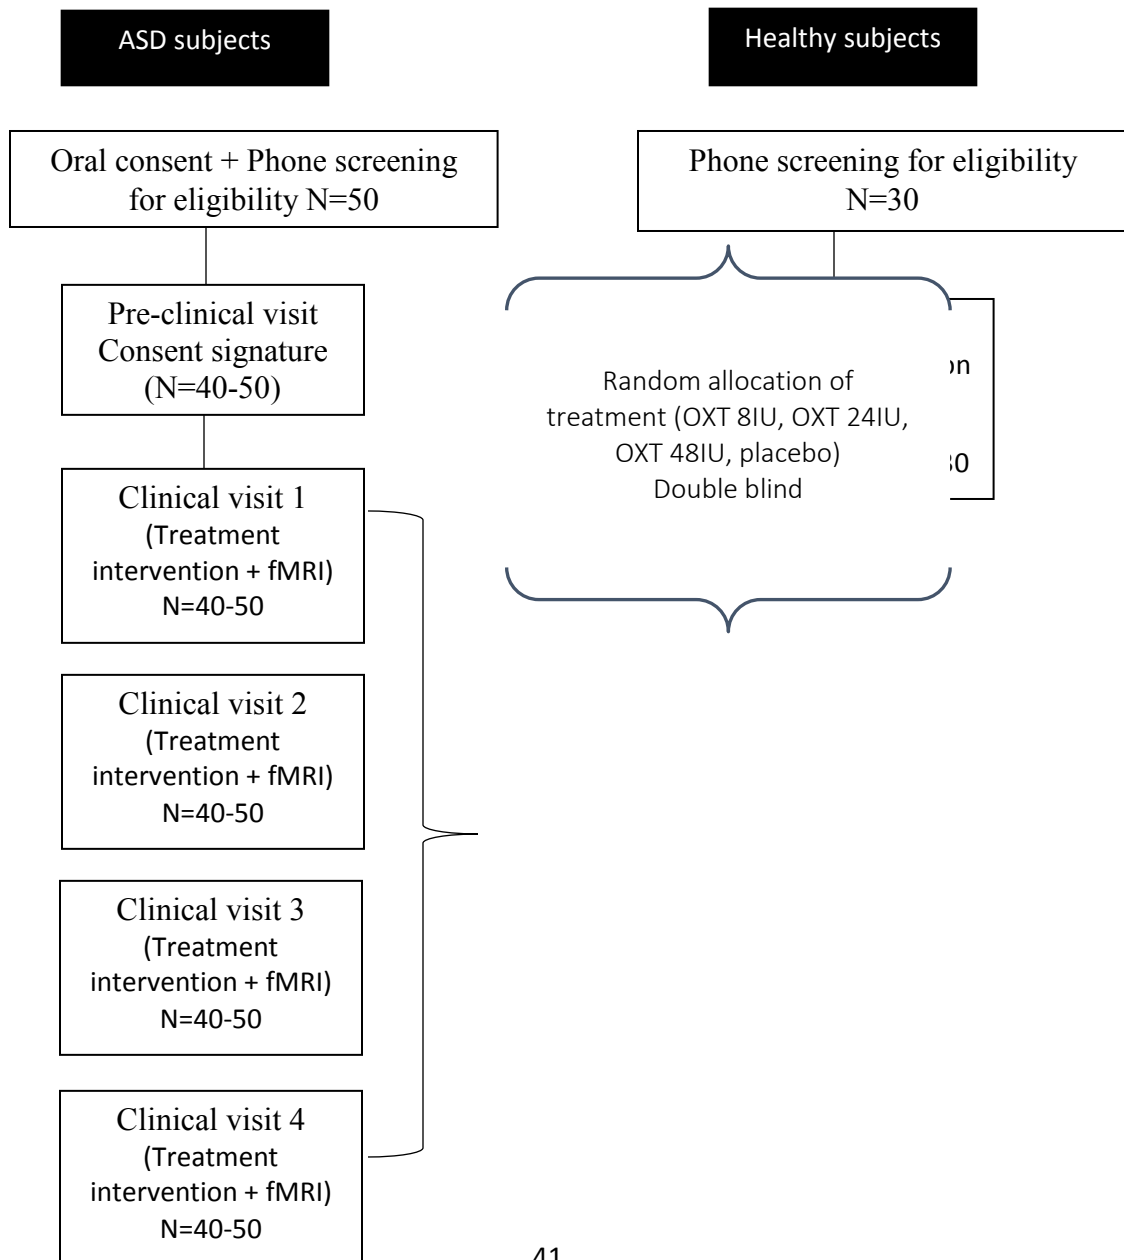 ASD subjects
Healthy subjects
Oral consent + Phone screening
for eligibility N=50
Phone screening for eligibility
N=30
Pre-clinical visit
Consent signature
(N=40-50)
Random allocation of
treatment (OXT 8IU, OXT 24IU,
OXT 48IU, placebo)
Double blind
Clinical visit 1
(Treatment
intervention + fMRI)
N=40-50
Clinical visit 2
(Treatment
intervention + fMRI)
N=40-50
Clinical visit 3
(Treatment
intervention + fMRI)
N=40-50
Clinical visit 4
(Treatment
intervention + fMRI)
N=40-50